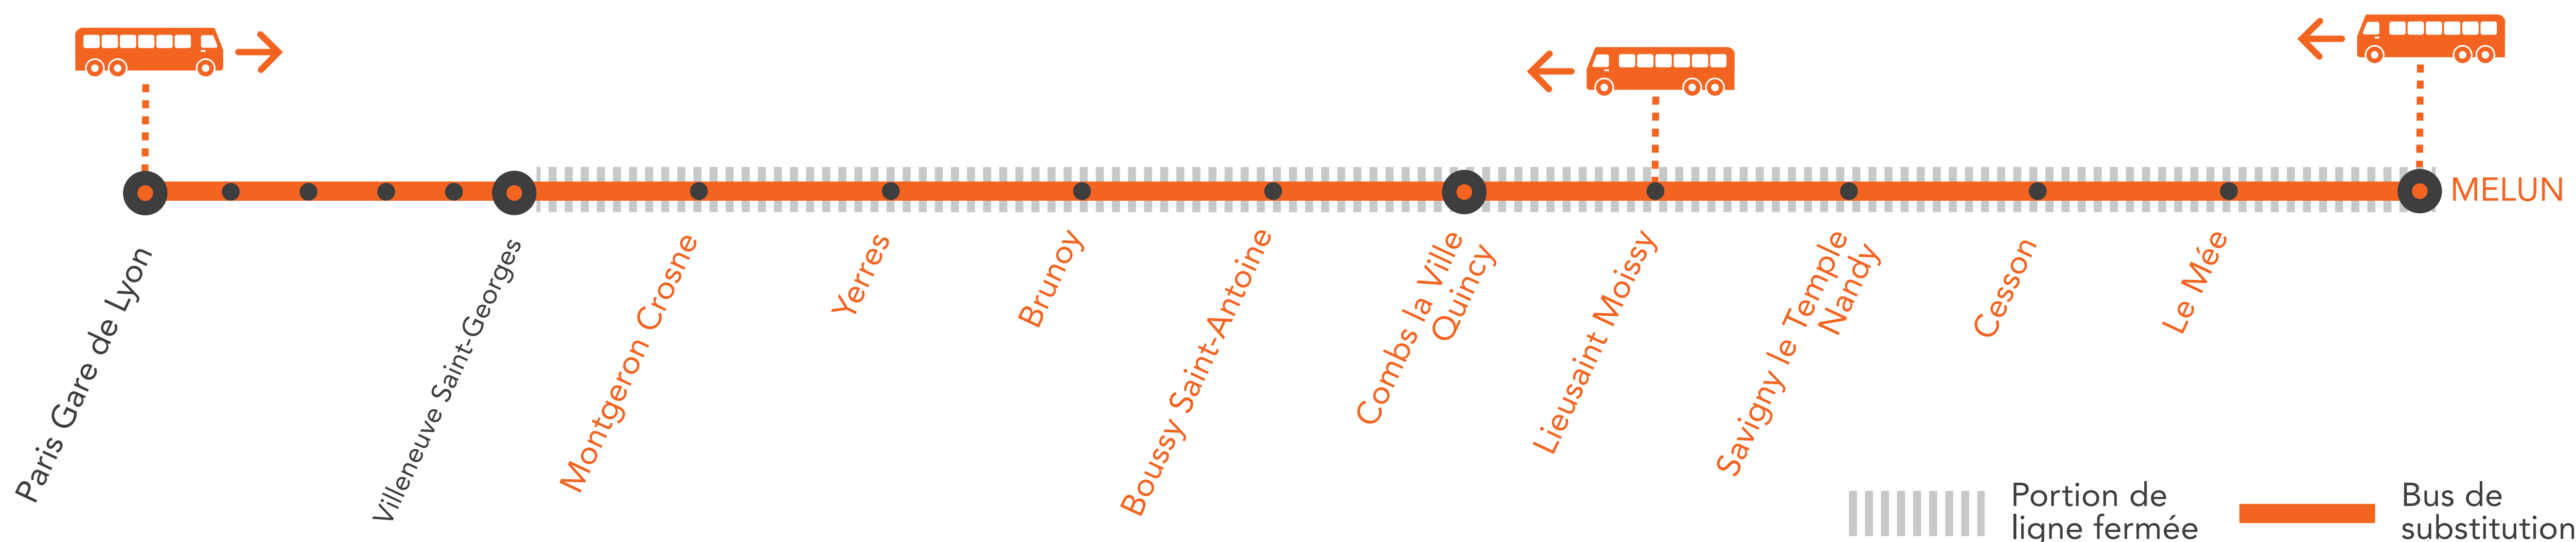 Paris Gare de Lyon
Villeneuve Saint-Georges
Montgeron Crosne
Yerres
Brunoy
Boussy Saint-Antoine
Combs la Ville
Quincy
Lieusaint Moissy
Savigny le Temple
Nandy
Cesson
Le Mée
MELUN
Portion de
ligne fermée
Bus de
substitution